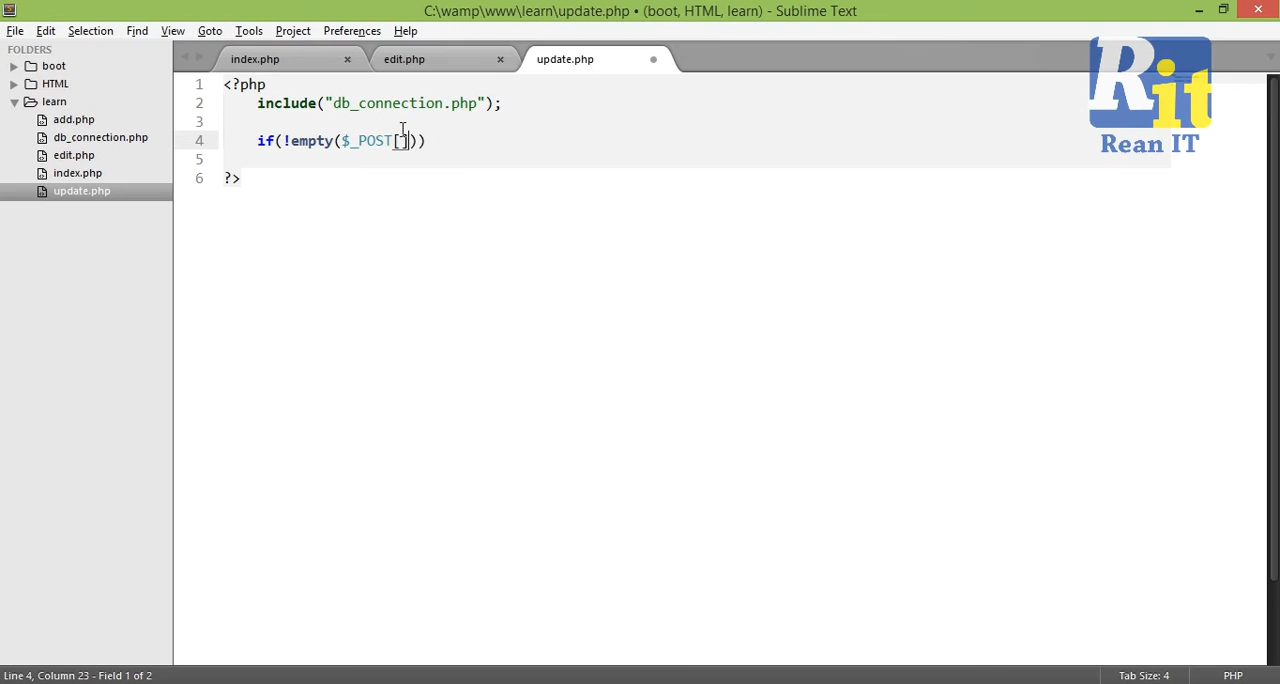 C:\wamp\www\learn\update.php • (boot, HTML, learn) - Sublime Text
File Edit Selection Find View Goto Tools Project Preferences Help
FOLDERS
boot
HTML
learn
add.php
db_connection.php
edit.php
index.php
update.php
index.php × edit.php × update.php
1 <?php
2 include("db_connection.php");
3
4 if(!empty($_POST[]))
5
6 ?>
Rit
Rean IT
Line 4, Column 23 - Field 1 of 2 Tab Size: 4 PHP